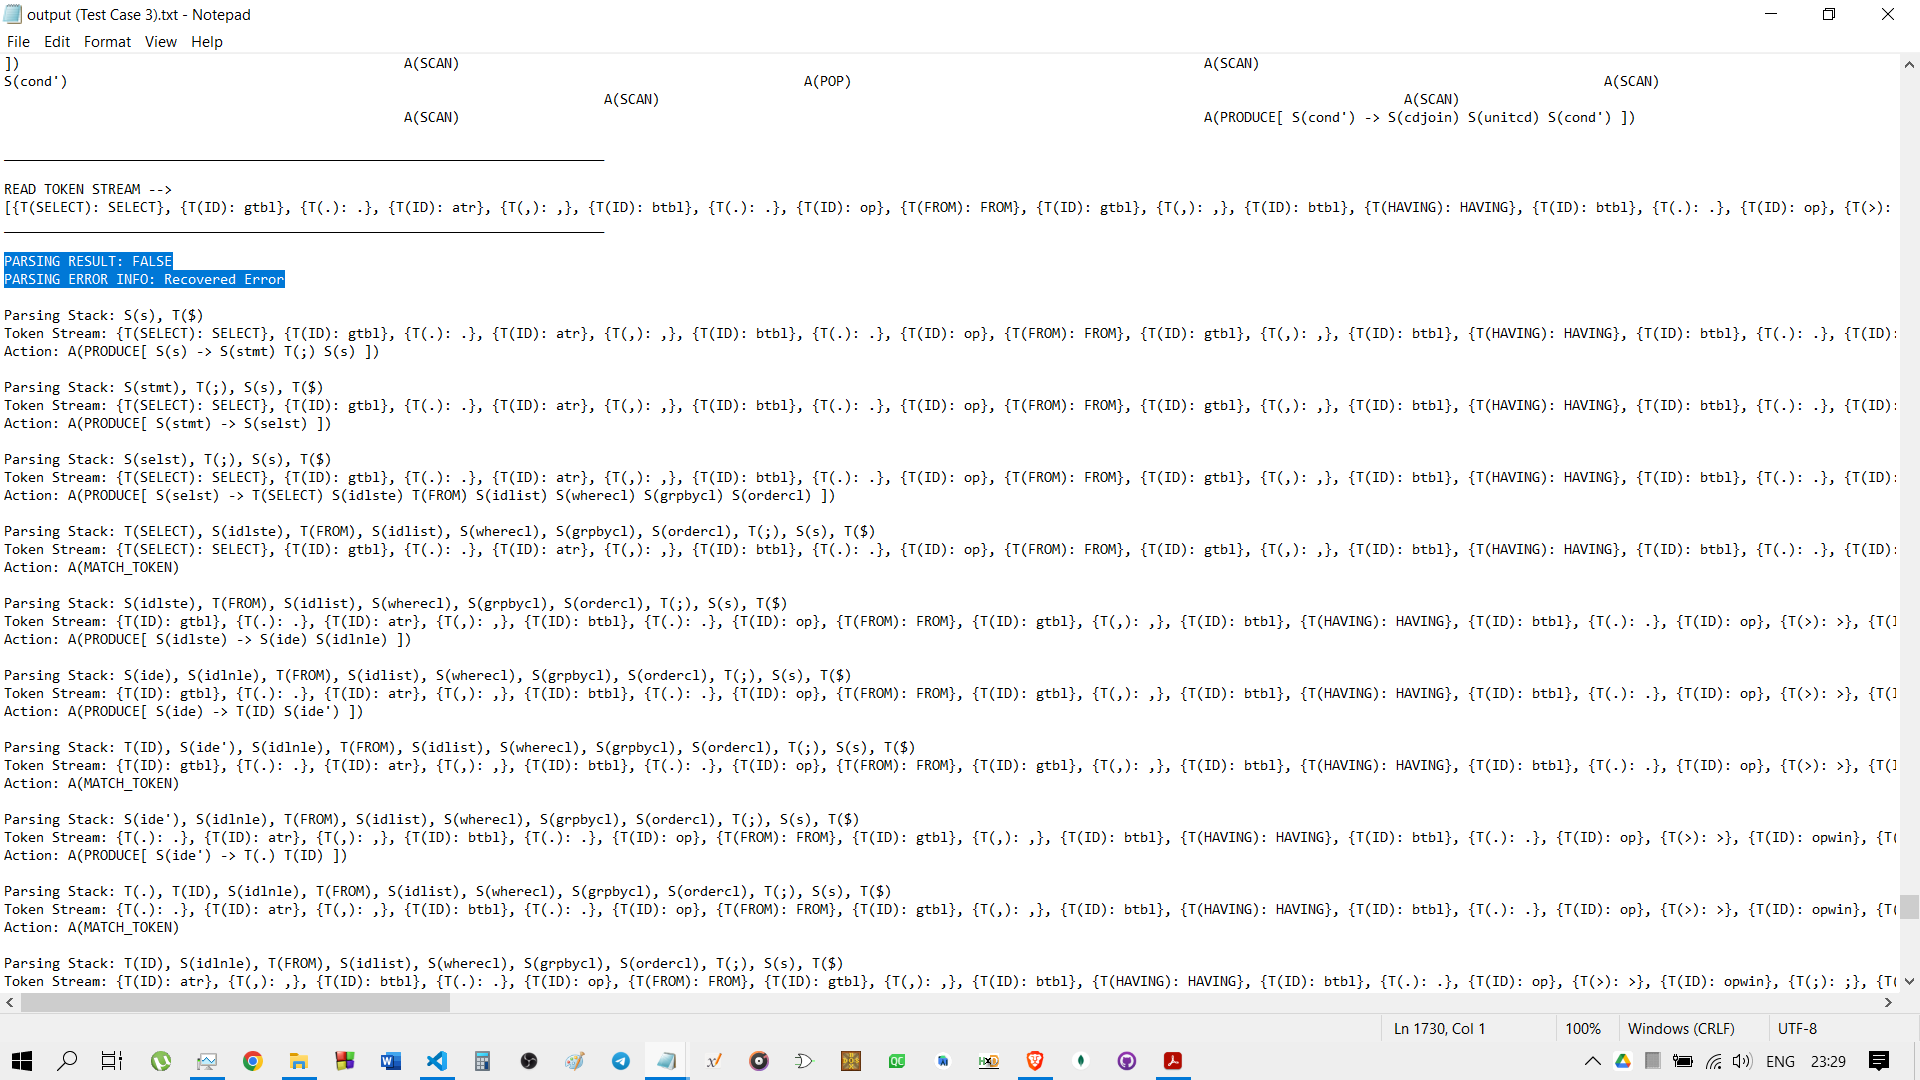 output (Test Case 3).txt - Notepad
File Edit Format View Help
]) A(SCAN) A(SCAN)
S(cond') A(POP) A(SCAN)
A(SCAN) A(SCAN)
A(SCAN) A(PRODUCE[ S(cond') -> S(cdjoin) S(unitcd) S(cond') ])
READ TOKEN STREAM -->
[{T(SELECT): SELECT}, {T(ID): gtbl}, {T(.): .}, {T(ID): atr}, {T(,): ,}, {T(ID): btbl}, {T(.): .}, {T(ID): op}, {T(FROM): FROM}, {T(ID): gtbl}, {T(,): ,}, {T(ID): btbl}, {T(HAVING): HAVING}, {T(ID): btbl}, {T(.): .}, {T(ID): op}, {T(>):
PARSING RESULT: FALSE
PARSING ERROR INFO: Recovered Error
Parsing Stack: S(s), T($)
Token Stream: {T(SELECT): SELECT}, {T(ID): gtbl}, {T(.): .}, {T(ID): atr}, {T(,): ,}, {T(ID): btbl}, {T(.): .}, {T(ID): op}, {T(FROM): FROM}, {T(ID): gtbl}, {T(,): ,}, {T(ID): btbl}, {T(HAVING): HAVING}, {T(ID): btbl}, {T(.): .}, {T(ID):
Action: A(PRODUCE[ S(s) -> S(stmt) T(;) S(s) ])
Parsing Stack: S(stmt), T(;), S(s), T($)
Token Stream: {T(SELECT): SELECT}, {T(ID): gtbl}, {T(.): .}, {T(ID): atr}, {T(,): ,}, {T(ID): btbl}, {T(.): .}, {T(ID): op}, {T(FROM): FROM}, {T(ID): gtbl}, {T(,): ,}, {T(ID): btbl}, {T(HAVING): HAVING}, {T(ID): btbl}, {T(.): .}, {T(ID):
Action: A(PRODUCE[ S(stmt) -> S(selst) ])
Parsing Stack: S(selst), T(;), S(s), T($)
Token Stream: {T(SELECT): SELECT}, {T(ID): gtbl}, {T(.): .}, {T(ID): atr}, {T(,): ,}, {T(ID): btbl}, {T(.): .}, {T(ID): op}, {T(FROM): FROM}, {T(ID): gtbl}, {T(,): ,}, {T(ID): btbl}, {T(HAVING): HAVING}, {T(ID): btbl}, {T(.): .}, {T(ID):
Action: A(PRODUCE[ S(selst) -> T(SELECT) S(idlste) T(FROM) S(idlist) S(wherecl) S(grpbycl) S(ordercl) ])
Parsing Stack: T(SELECT), S(idlste), T(FROM), S(idlist), S(wherecl), S(grpbycl), S(ordercl), T(;), S(s), T($)
Token Stream: {T(SELECT): SELECT}, {T(ID): gtbl}, {T(.): .}, {T(ID): atr}, {T(,): ,}, {T(ID): btbl}, {T(.): .}, {T(ID): op}, {T(FROM): FROM}, {T(ID): gtbl}, {T(,): ,}, {T(ID): btbl}, {T(HAVING): HAVING}, {T(ID): btbl}, {T(.): .}, {T(ID):
Action: A(MATCH_TOKEN)
Parsing Stack: S(idlste), T(FROM), S(idlist), S(wherecl), S(grpbycl), S(ordercl), T(;), S(s), T($)
Token Stream: {T(ID): gtbl}, {T(.): .}, {T(ID): atr}, {T(,): ,}, {T(ID): btbl}, {T(.): .}, {T(ID): op}, {T(FROM): FROM}, {T(ID): gtbl}, {T(,): ,}, {T(ID): btbl}, {T(HAVING): HAVING}, {T(ID): btbl}, {T(.): .}, {T(ID): op}, {T(>): >}, {T(I
Action: A(PRODUCE[ S(idlste) -> S(ide) S(idlnle) ])
Parsing Stack: S(ide), S(idlnle), T(FROM), S(idlist), S(wherecl), S(grpbycl), S(ordercl), T(;), S(s), T($)
Token Stream: {T(ID): gtbl}, {T(.): .}, {T(ID): atr}, {T(,): ,}, {T(ID): btbl}, {T(.): .}, {T(ID): op}, {T(FROM): FROM}, {T(ID): gtbl}, {T(,): ,}, {T(ID): btbl}, {T(HAVING): HAVING}, {T(ID): btbl}, {T(.): .}, {T(ID): op}, {T(>): >}, {T(I
Action: A(PRODUCE[ S(ide) -> T(ID) S(ide') ])
Parsing Stack: T(ID), S(ide'), S(idlnle), T(FROM), S(idlist), S(wherecl), S(grpbycl), S(ordercl), T(;), S(s), T($)
Token Stream: {T(ID): gtbl}, {T(.): .}, {T(ID): atr}, {T(,): ,}, {T(ID): btbl}, {T(.): .}, {T(ID): op}, {T(FROM): FROM}, {T(ID): gtbl}, {T(,): ,}, {T(ID): btbl}, {T(HAVING): HAVING}, {T(ID): btbl}, {T(.): .}, {T(ID): op}, {T(>): >}, {T(I
Action: A(MATCH_TOKEN)
Parsing Stack: S(ide'), S(idlnle), T(FROM), S(idlist), S(wherecl), S(grpbycl), S(ordercl), T(;), S(s), T($)
Token Stream: {T(.): .}, {T(ID): atr}, {T(,): ,}, {T(ID): btbl}, {T(.): .}, {T(ID): op}, {T(FROM): FROM}, {T(ID): gtbl}, {T(,): ,}, {T(ID): btbl}, {T(HAVING): HAVING}, {T(ID): btbl}, {T(.): .}, {T(ID): op}, {T(>): >}, {T(ID): opwin}, {T(
Action: A(PRODUCE[ S(ide') -> T(.) T(ID) ])
Parsing Stack: T(.), T(ID), S(idlnle), T(FROM), S(idlist), S(wherecl), S(grpbycl), S(ordercl), T(;), S(s), T($)
Token Stream: {T(.): .}, {T(ID): atr}, {T(,): ,}, {T(ID): btbl}, {T(.): .}, {T(ID): op}, {T(FROM): FROM}, {T(ID): gtbl}, {T(,): ,}, {T(ID): btbl}, {T(HAVING): HAVING}, {T(ID): btbl}, {T(.): .}, {T(ID): op}, {T(>): >}, {T(ID): opwin}, {T(
Action: A(MATCH_TOKEN)
Parsing Stack: T(ID), S(idlnle), T(FROM), S(idlist), S(wherecl), S(grpbycl), S(ordercl), T(;), S(s), T($)
Token Stream: {T(ID): atr}, {T(,): ,}, {T(ID): btbl}, {T(.): .}, {T(ID): op}, {T(FROM): FROM}, {T(ID): gtbl}, {T(,): ,}, {T(ID): btbl}, {T(HAVING): HAVING}, {T(ID): btbl}, {T(.): .}, {T(ID): op}, {T(>): >}, {T(ID): opwin}, {T(;): ;}, {T(
Ln 1730, Col 1 100% Windows (CRLF) UTF-8
ENG 23:29